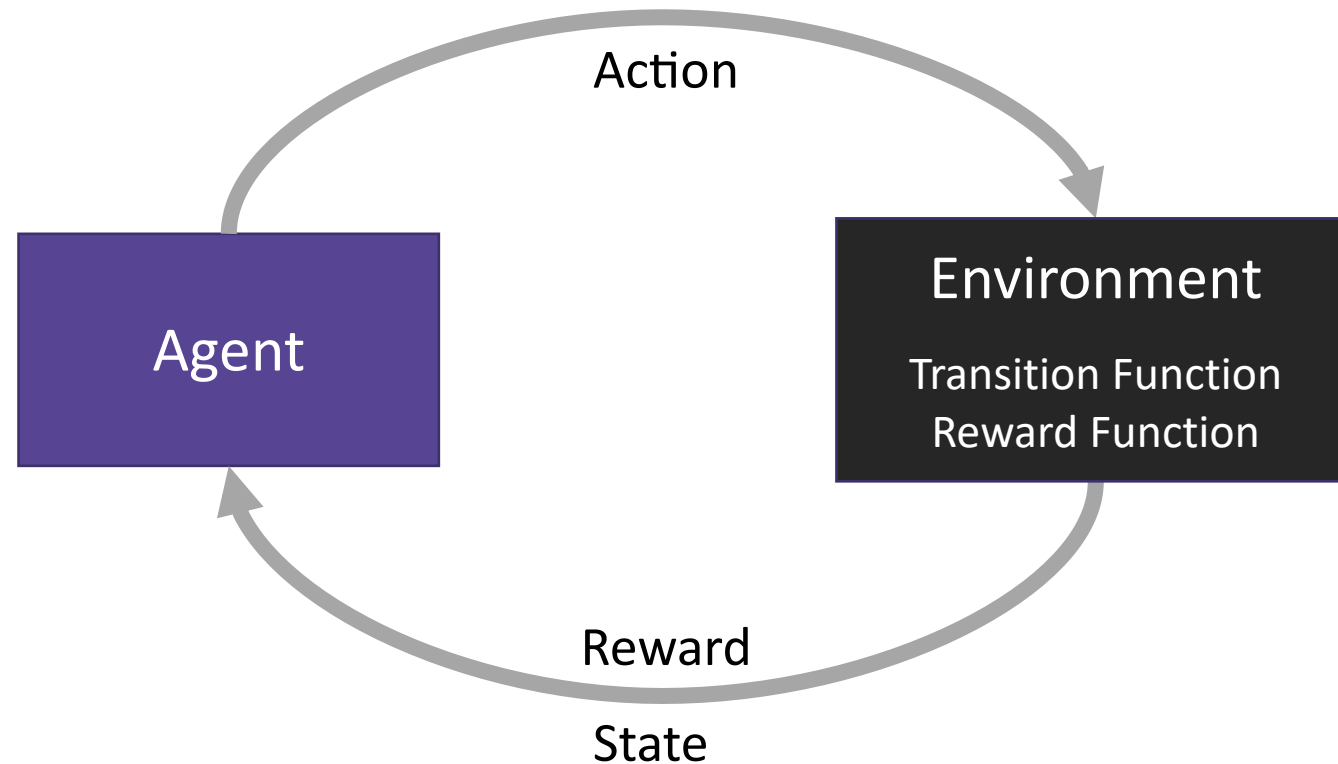 Action
Agent
Environment
Transition Function
Reward Function
Reward
State